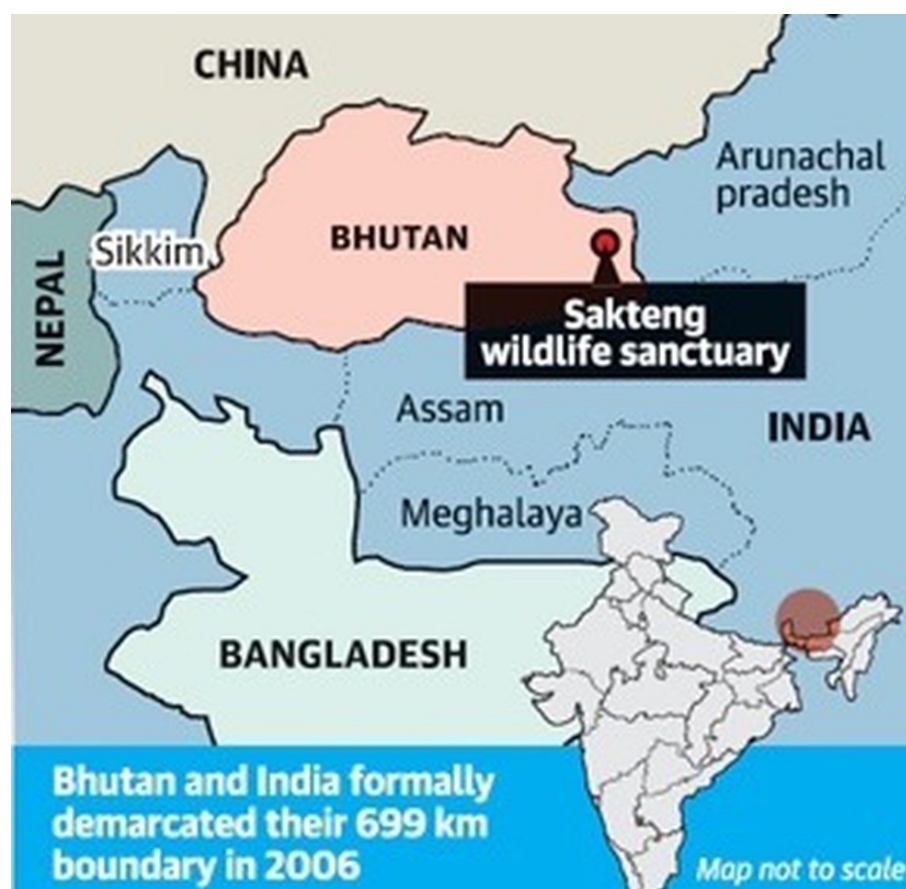 CHINA
Arunachal
pradesh
BHUTAN
Sikkim
NEPAL
Sakteng
wildlife sanctuary
Assam
INDIA
Meghalaya
BANGLADESH
Bhutan and India formally
demarcated their 699 km
boundary in 2006
Map not to scale